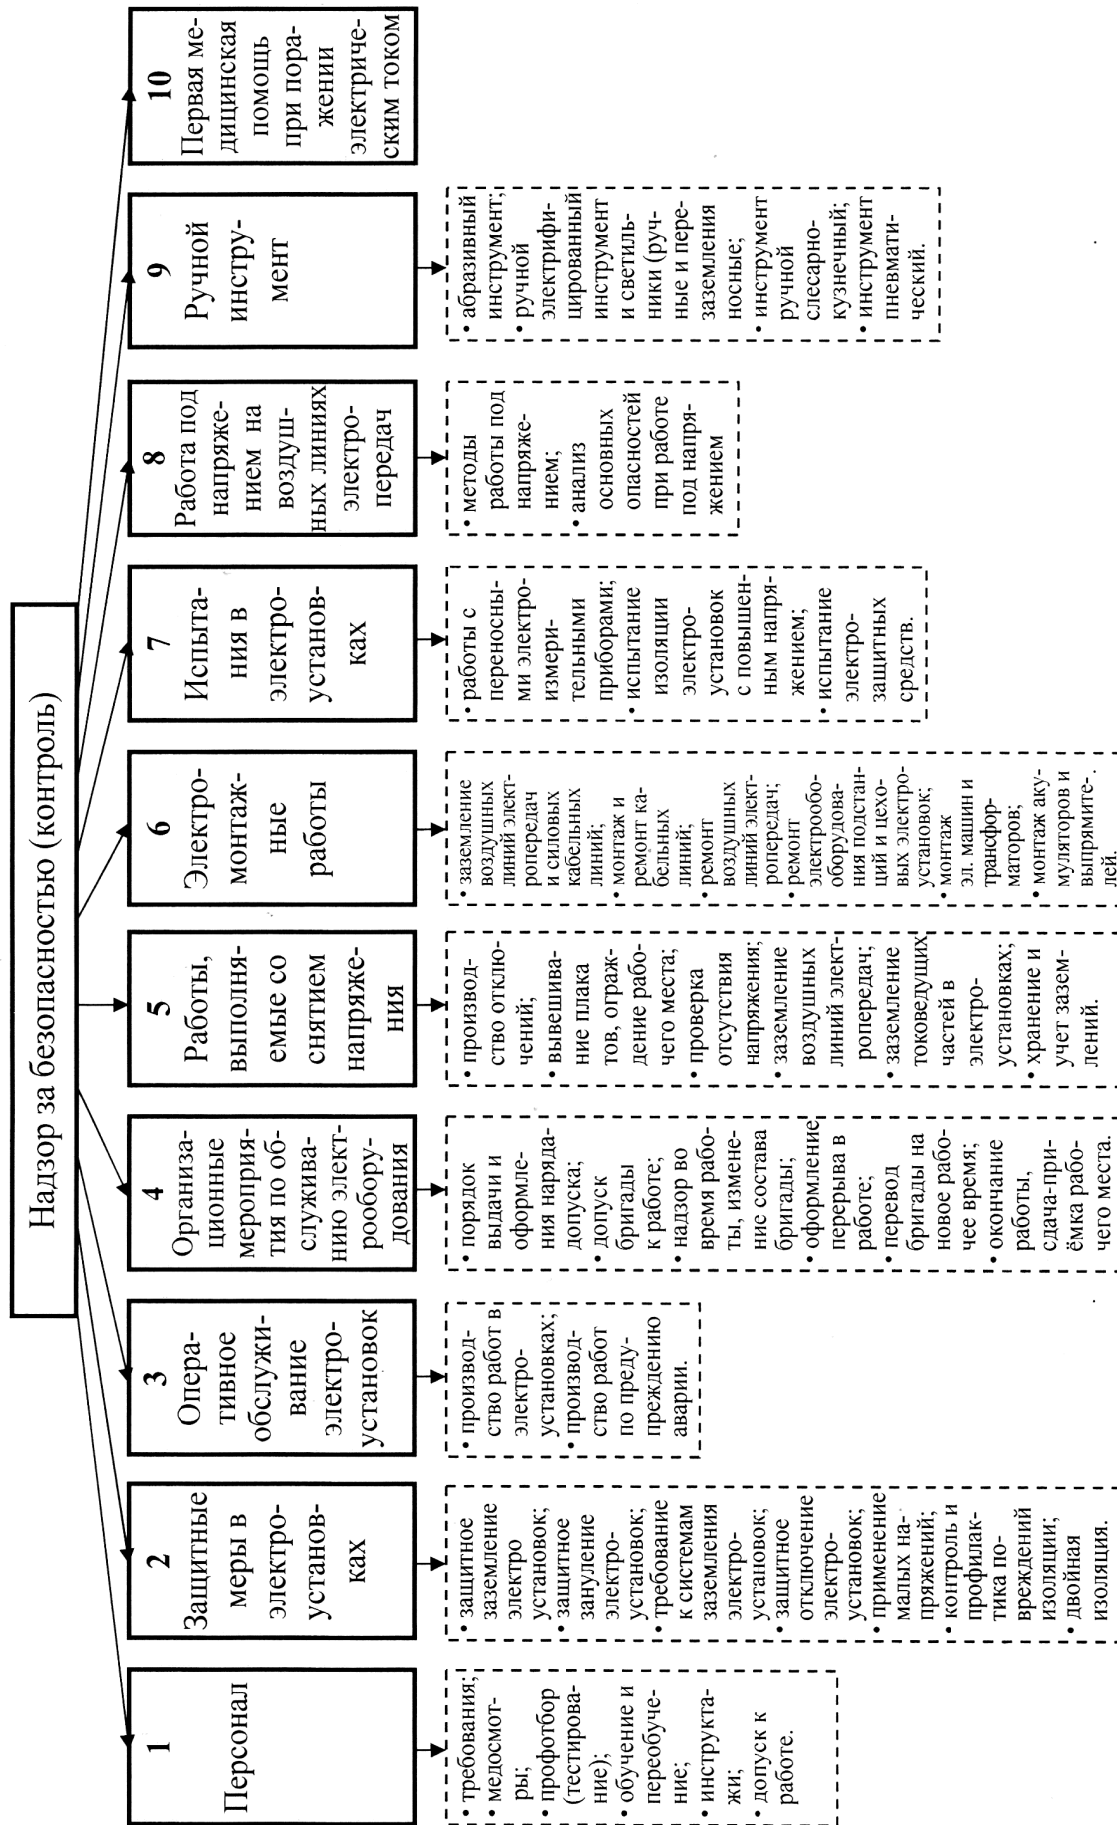 Надзор за безопасностью (контроль)
1
Персонал
• требования;
• медосмот-
ры;
• профотбор
(тестирова-
ние);
• обучение и
переобуче-
ние;
• инструкта-
жи;
• допуск к
работе.
2
Защитные
меры в
электро-
установ-
ках
• защитное
заземление
электро
установок;
• защитное
зануление
электро-
установок;
• требование
к системам
заземления
электро-
установок;
• защитное
отключение
электро-
установок;
• применение
малых на-
пряжений;
• контроль и
профилак-
тика по-
вреждений
изоляции;
• двойная
изоляция.
3
Опера-
тивное
обслужи-
вание
электро-
установок
• производ-
ство работ в
электро-
установках;
• производ-
ство работ
по преду-
преждению
аварии.
4
Организа-
ционные
мероприя-
тия по об-
служива-
нию элект-
рообору-
дования
• порядок
выдачи и
оформле-
ния наряда-
допуска;
• допуск
бригады
к работе;
• надзор во
время рабо-
ты, измене-
ние состава
бригады;
• оформление
перерыва в
работе;
• перевод
бригады на
новое рабо-
чее время;
• окончание
работы,
сдача-при-
ёмка рабо-
чего места.
5
Работы,
выполня-
емые со
снятием
напряже-
ния
• производ-
ство отклю-
чений;
• вывешива-
ние плака
тов, ограж-
дение рабо-
чего места;
• проверка
отсутствия
напряжения;
• заземление
воздушных
линий элект-
ропередач;
• заземление
токоведущих
частей в
электро-
установках;
• хранение и
учет зазем-
лений.
6
Электро-
монтаж-
ные
работы
• заземление
воздушных
линий элект-
ропередач
и силовых
кабельных
линий;
• монтаж и
ремонт ка-
бельных
линий;
• ремонт
воздушных
линий элект-
ропередач;
• ремонт
электрообо-
оборудова-
ния подстан-
ций и цехо-
вых электро-
установок;
• монтаж
эл. машин и
трансфор-
маторов;
• монтаж аку-
муляторов и
выпрямите-.
лей.
7
Испыта-
ния в
электро-
установ-
ках
• работы с
переносны-
ми электро-
измери-
тельными
приборами;
• испытание
изоляции
электро-
установок
с повышен-
ным напря-
жением;
• испытание
электро-
защитных
средств.
8
Работа под
напряже-
нием на
воздуш-
ных линиях
электро-
передач
• методы
работы под
напряже-
нием;
• анализ
основных
опасностей
при работе
под напря-
жением
9
Ручной
инстру-
мент
• абразивный
инструмент;
• ручной
электрифи-
цированный
инструмент
и светиль-
ники (руч-
ные и пере-
заземления
носные;
• инструмент
ручной
слесарно-
кузнечный;
• инструмент
пневмати-
ческий.
10
Первая ме-
дицинская
помощь
при пора-
жении
электриче-
ским током